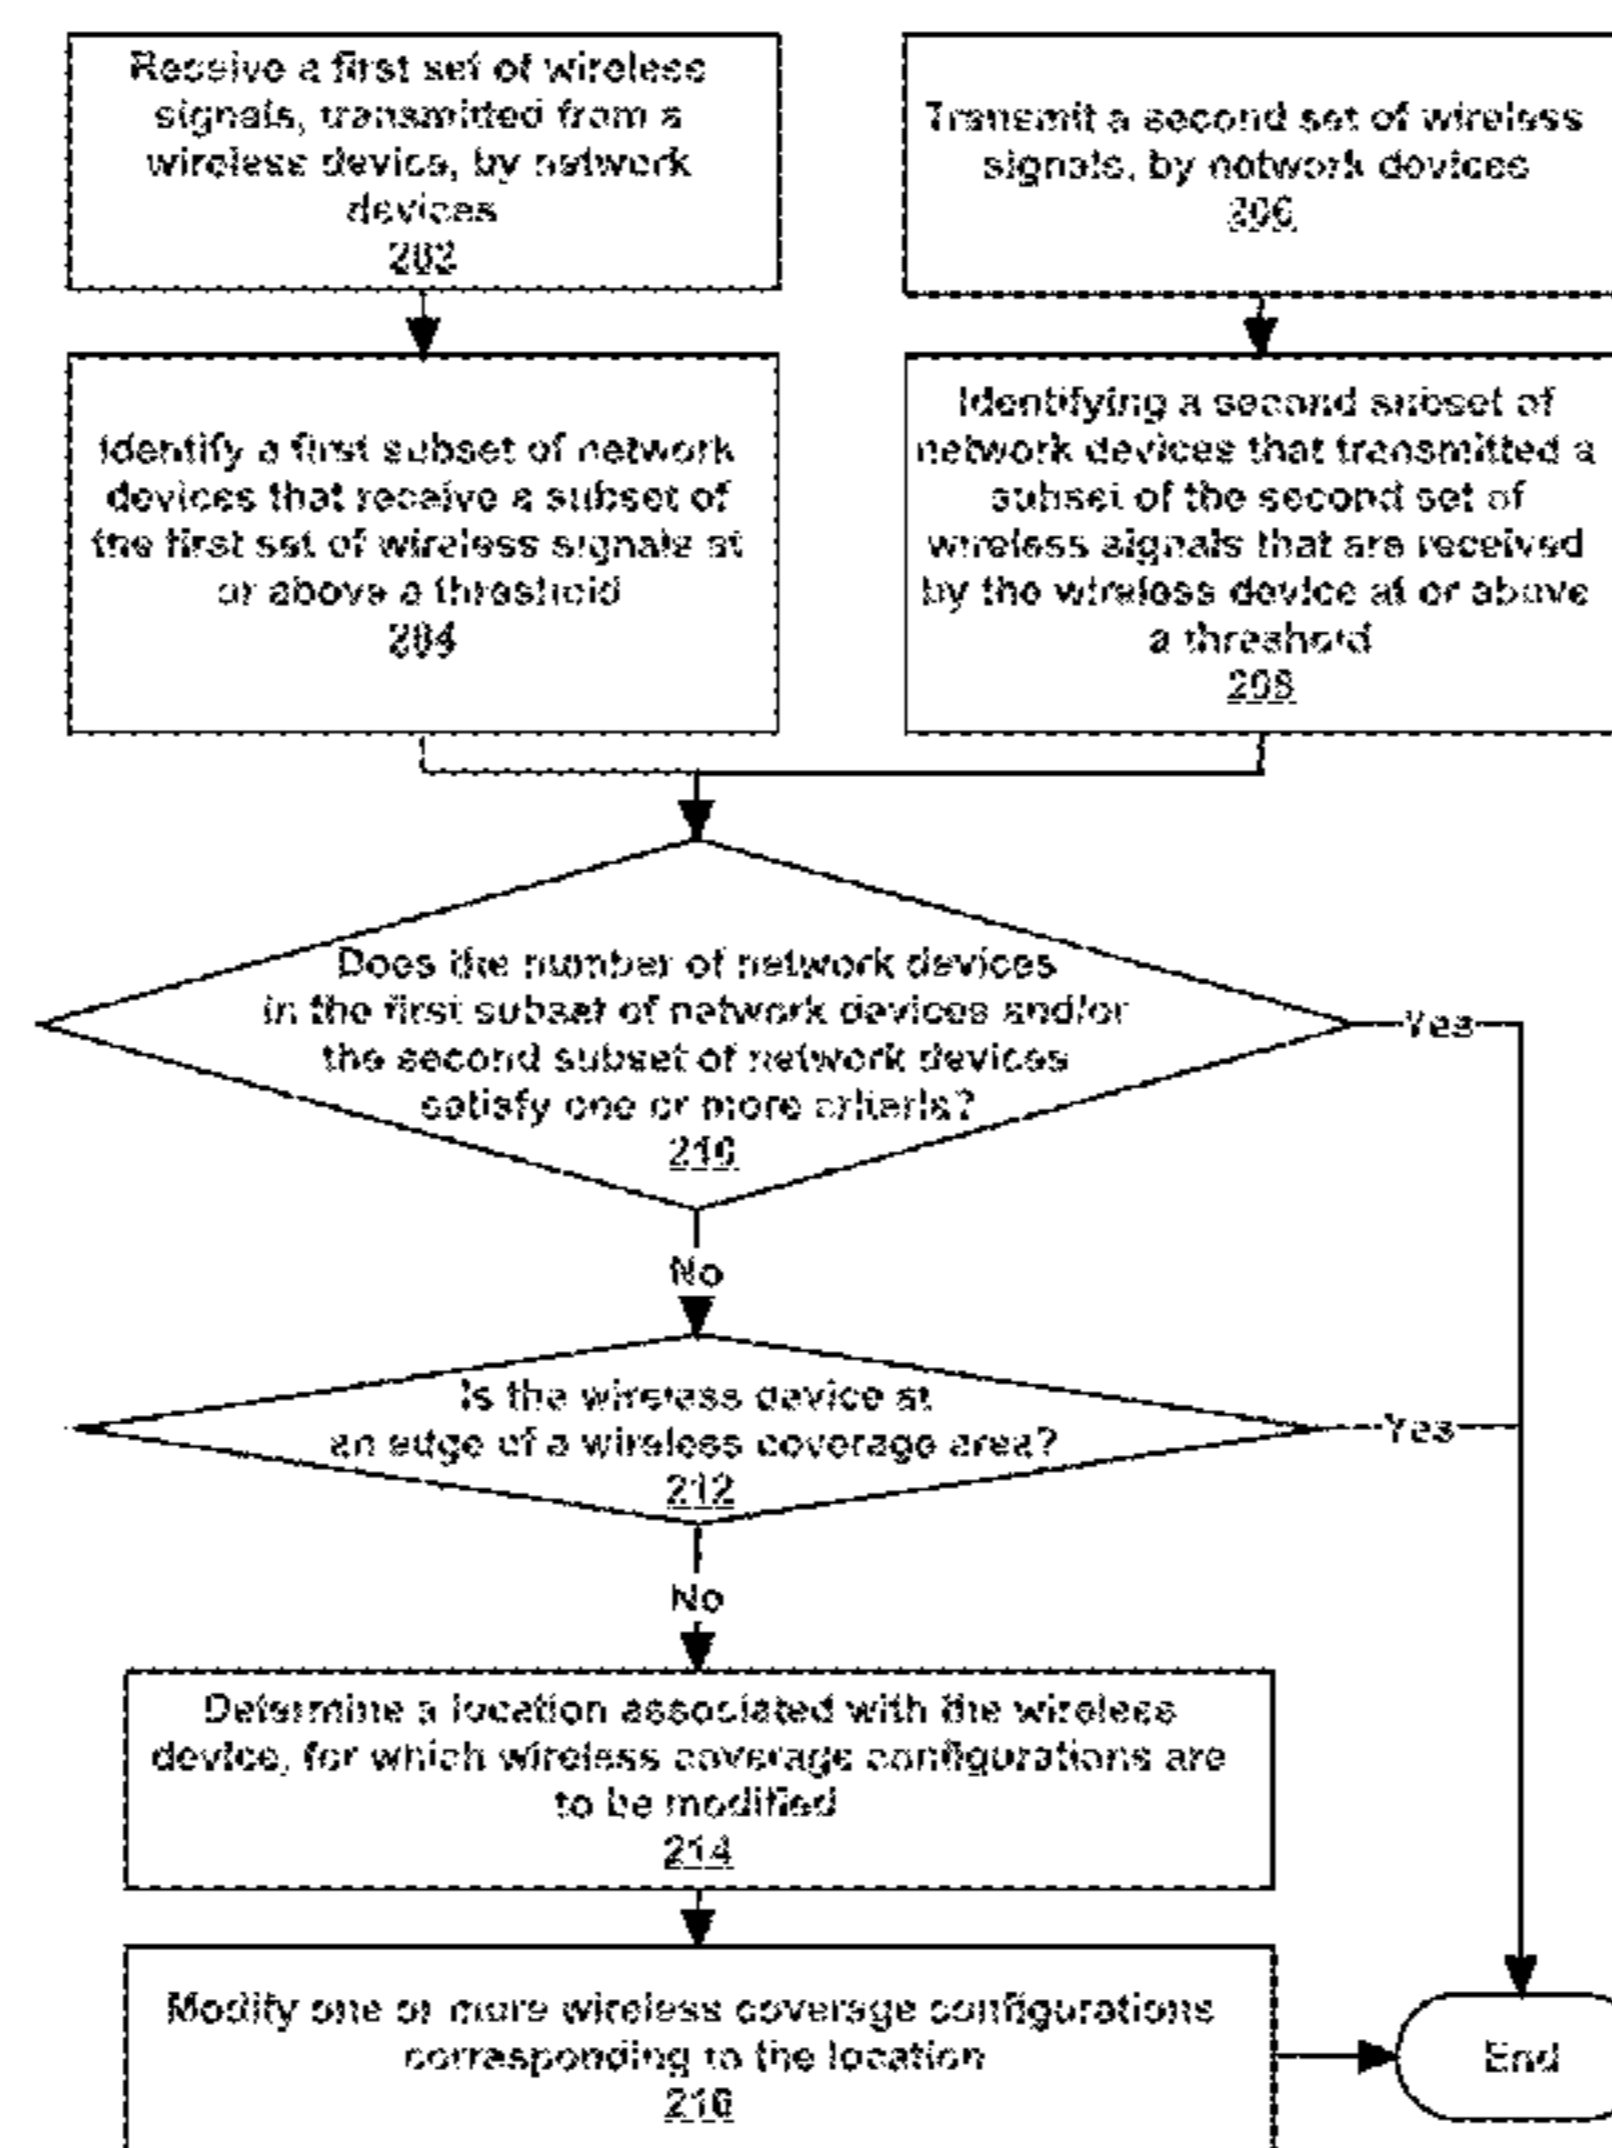 Receive a first set of wireless
signals, transmitted from a
wireless device, by network
devices
202
Transmit a second set of wireless
signals, by network devices
206
Identify a first subset of network
devices that receive a subset of
the first set of wireless signals at
or above a threshold
204
Identifying a second subset of
network devices that transmitted a
subset of the second set of
wireless signals that are received
by the wireless device at or above
a threshold
208
Does the number of network devices
in the first subset of network devices and/or
the second subset of network devices
satisfy one or more criteria?
210
Yes
No
Is the wireless device at
an edge of a wireless coverage area?
212
Yes
No
Determine a location associated with the wireless
device, for which wireless coverage configurations are
to be modified
214
Modify one or more wireless coverage configurations
corresponding to the location
216
End